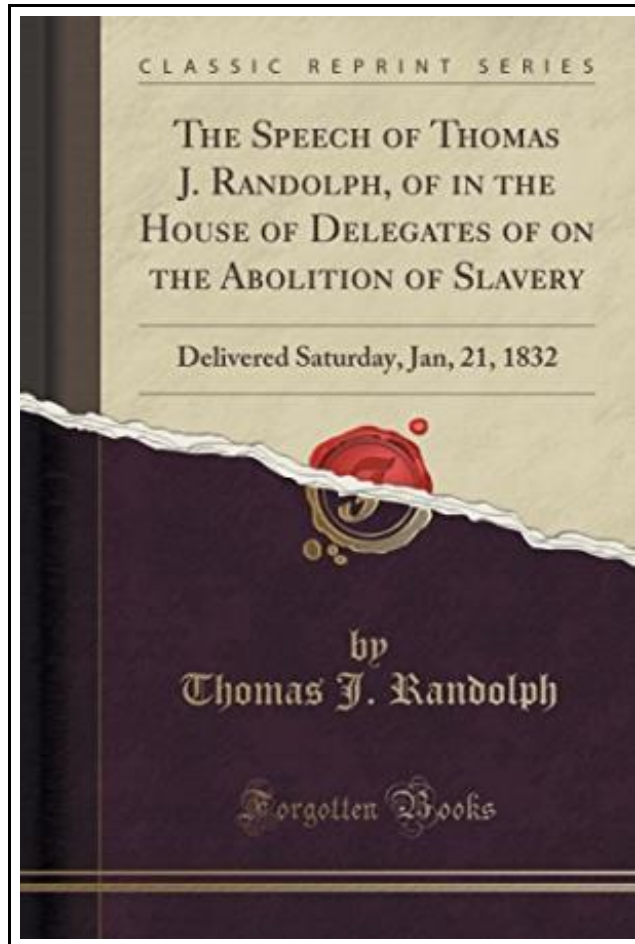 CLASSIC REPRINT SERIES
THE SPEECH OF THOMAS
J. RANDOLPH, OF IN THE
HOUSE OF DELEGATES OF ON
THE ABOLITION OF SLAVERY
Delivered Saturday, Jan, 21, 1832
by
Thomas J. Randolph
Forgotten Books